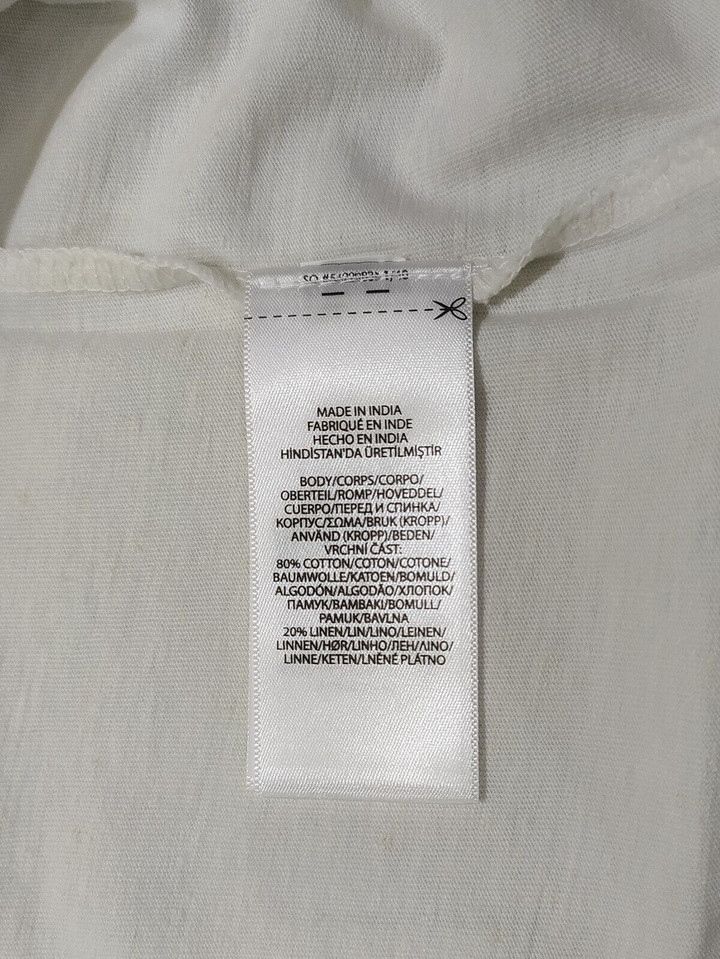 MADE IN INDIA
FABRIQUÉ EN INDE
HECHO EN INDIA
HİNDİSTAN'DA ÜRETİLMİŞTİR
BODY/CORPS/CORPO/
OBERTEIL/ROMP/HOVEDDEL/
CUERPO/ПЕРЕД И СПИНКА/
КОРПУС/ΣΩΜΑ/BRUK (KROPP)/
ANVÄND (KROPP)/BEDEN/
VRCHNÍ ČÁST:
80% COTTON/COTON/COTONE/
BAUMWOLLE/KATOEN/BOMULD/
ALGODÓN/ALGODÃO/ХЛОПОК/
ПАМУК/ΒΑΜΒΑΚΙ/BOMULL/
PAMUK/BAVLNA
20% LINEN/LIN/LINO/LEINEN/
LINNEN/HØR/LINHO/ЛЕН/ΛΙΝΟ/
LINNE/KETEN/LNĚNÉ PLÁTNO